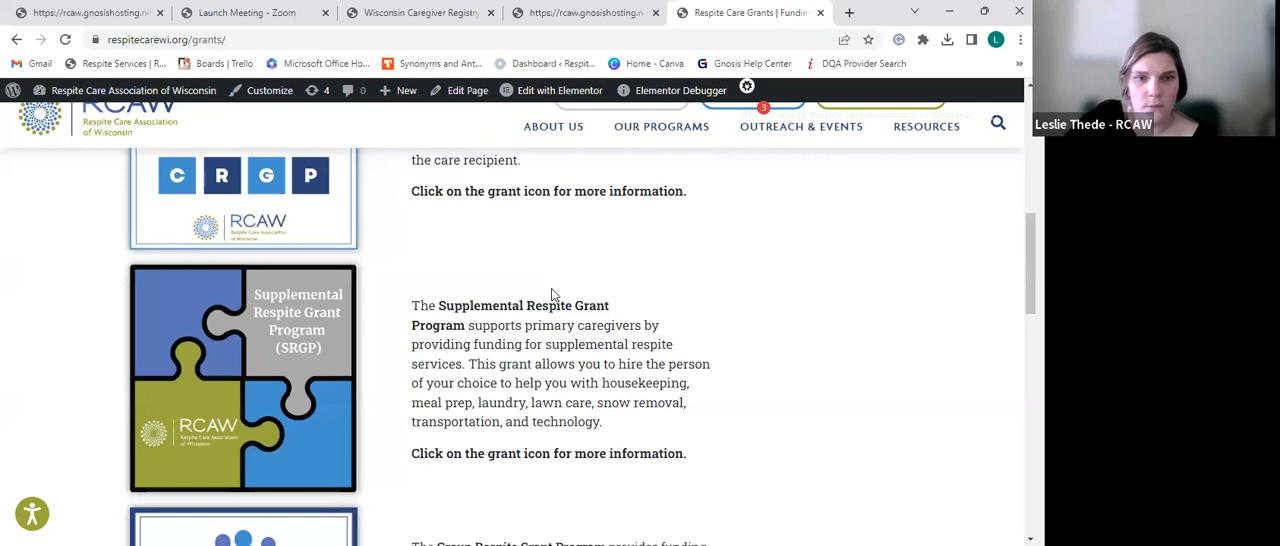 https://rcaw.gnosishosting.n
Launch Meeting - Zoom
Wisconsin Caregiver Registry
https://rcaw.gnosishosting.n
Respite Care Grants | Fundin
respitecarewi.org/grants/
L
Gmail
Respite Services | R...
Boards | Trello
Microsoft Office Ho...
Synonyms and Ant...
Dashboard ‹ Respit...
Home - Canva
Gnosis Help Center
DQA Provider Search
»
Respite Care Association of Wisconsin
Customize
4
0
New
Edit Page
Edit with Elementor
Elementor Debugger
3
RCAW
Respite Care Association
of Wisconsin
ABOUT US
OUR PROGRAMS
OUTREACH & EVENTS
RESOURCES
Leslie Thede - RCAW
C R G P
RCAW
Respite Care Association
of Wisconsin
the care recipient.
Click on the grant icon for more information.
Supplemental
Respite Grant
Program
(SRGP)
RCAW
Respite Care Association
of Wisconsin
The Supplemental Respite Grant
Program supports primary caregivers by
providing funding for supplemental respite
services. This grant allows you to hire the person
of your choice to help you with housekeeping,
meal prep, laundry, lawn care, snow removal,
transportation, and technology.
Click on the grant icon for more information.
The Group Respite Grant Program provides funding